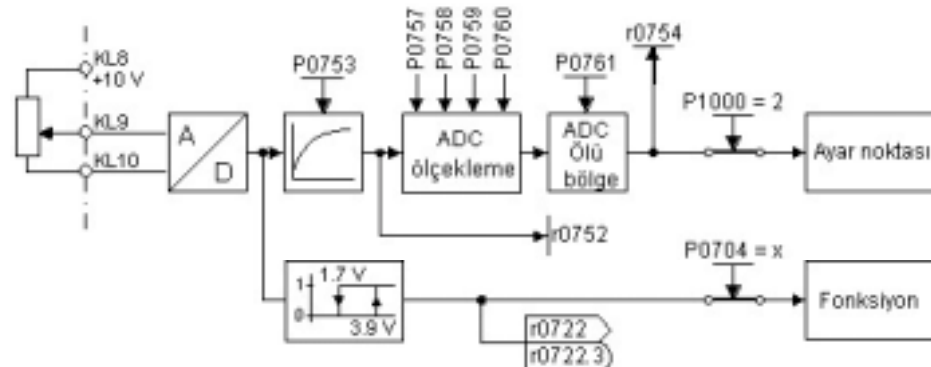 KL8
+10 V
KL9
KL10
A
D
P0753
P0757
P0758
P0759
P0760
ADC
ölçekleme
P0761
ADC
Ölü
bölge
r0754
P1000 = 2
Ayar noktası
r0752
1.7 V
1
0
3.9 V
r0722
r0722.3
P0704 = x
Fonksiyon